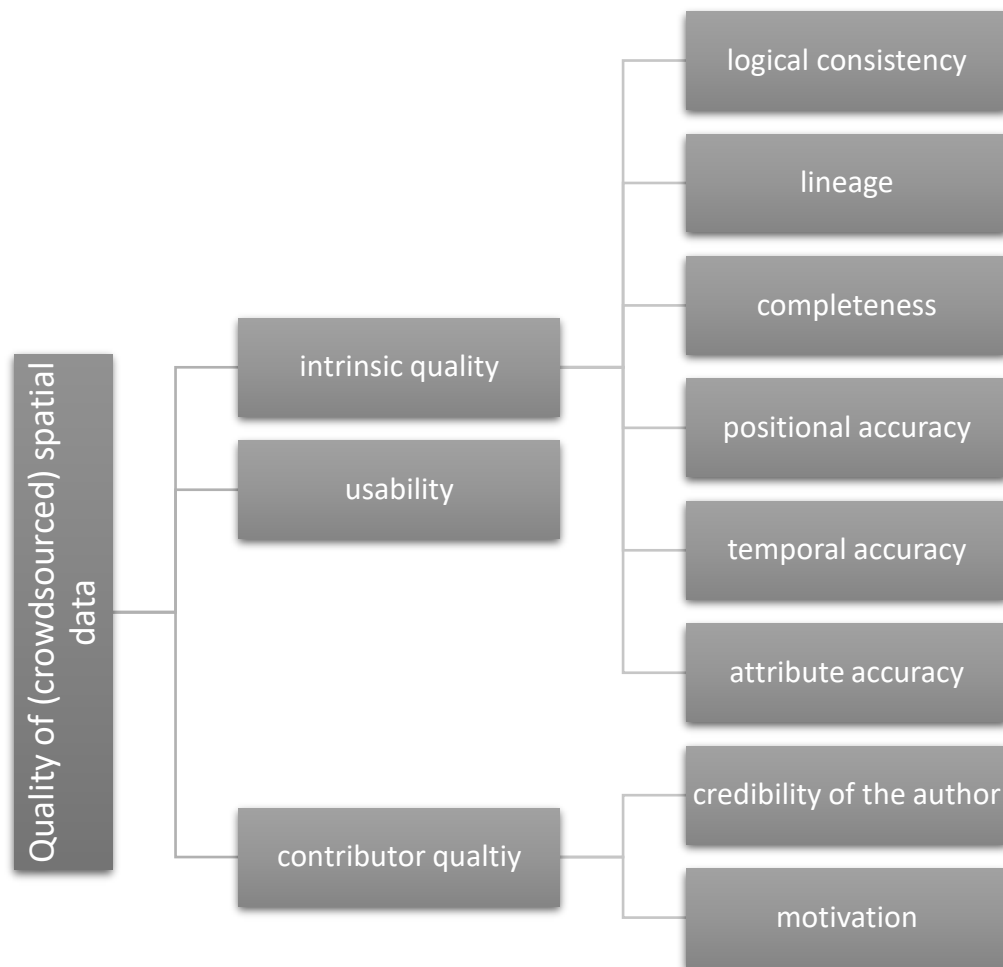 Quality of (crowdsourced) spatial
data
intrinsic quality
usability
contributor qualtiy
logical consistency
lineage
completeness
positional accuracy
temporal accuracy
attribute accuracy
credibility of the author
motivation